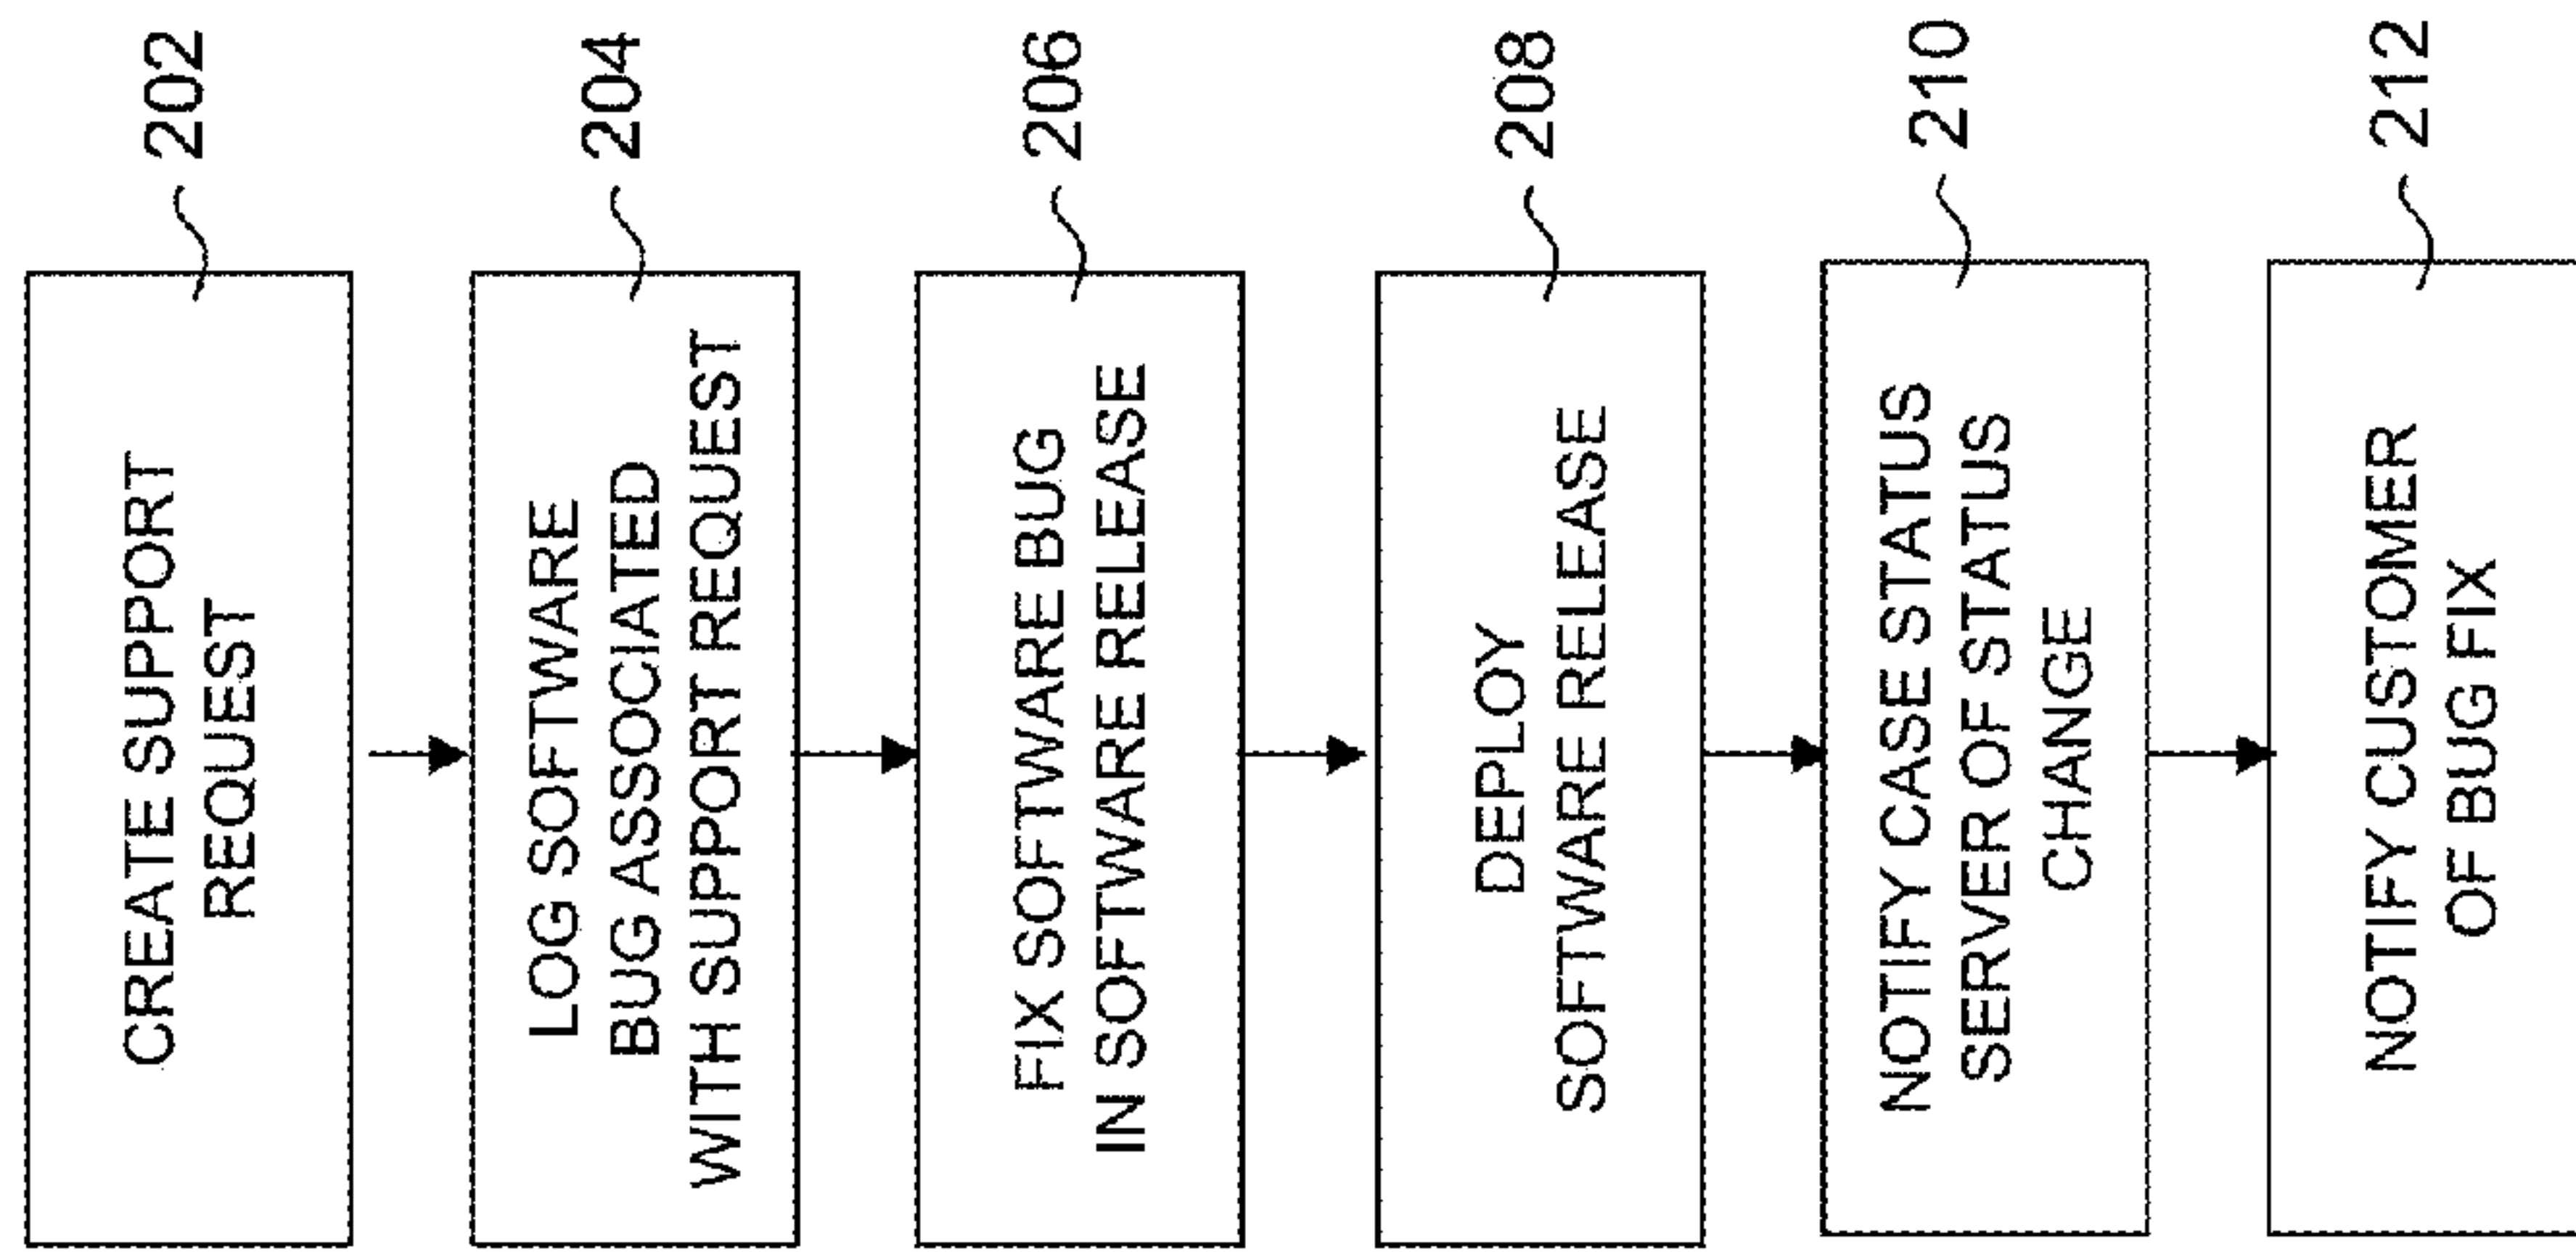 CREATE SUPPORT
REQUEST
202
LOG SOFTWARE
BUG ASSOCIATED
WITH SUPPORT REQUEST
204
FIX SOFTWARE BUG
IN SOFTWARE RELEASE
206
DEPLOY
SOFTWARE RELEASE
208
NOTIFY CASE STATUS
SERVER OF STATUS
CHANGE
210
NOTIFY CUSTOMER
OF BUG FIX
212